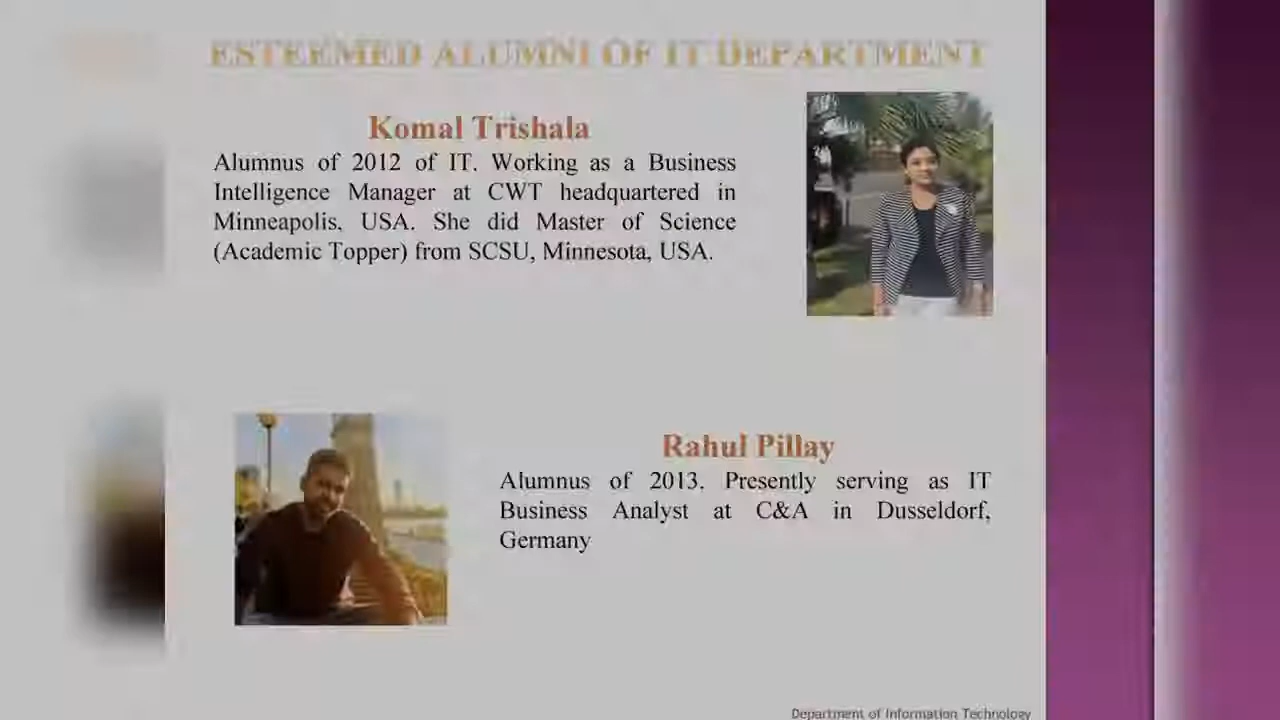 ESTEEMED ALUMNI OF IT DEPARTMENT
Komal Trishala
Alumnus of 2012 of IT. Working as a Business
Intelligence Manager at CWT headquartered in
Minneapolis, USA. She did Master of Science
(Academic Topper) from SCSU, Minnesota, USA.
Rahul Pillay
Alumnus of 2013. Presently serving as IT
Business Analyst at C&A in Dusseldorf,
Germany
Department of Information Technology